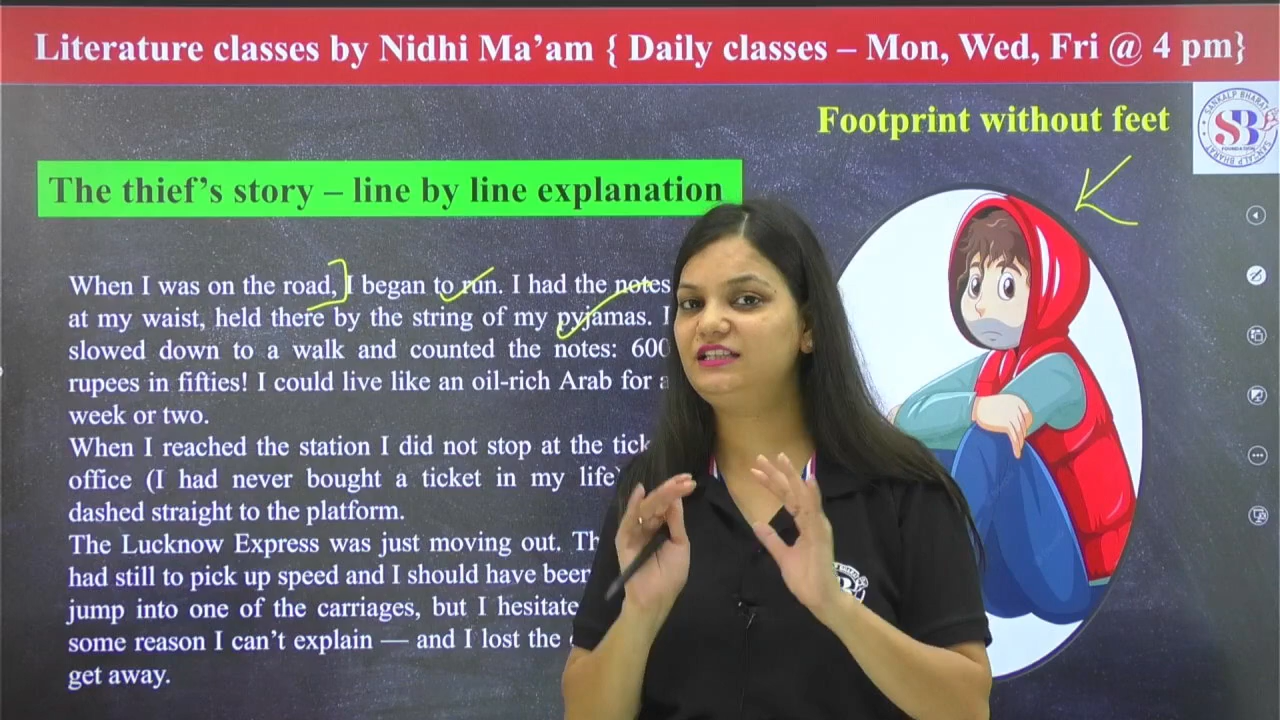 Literature classes by Nidhi Ma’am { Daily classes – Mon, Wed, Fri @ 4 pm}
Footprint without feet
SANKALP BHARAT
SB
FOUNDATION
The thief’s story – line by line explanation
When I was on the road, I began to run. I had the notes
at my waist, held there by the string of my pyjamas. I
slowed down to a walk and counted the notes: 600
rupees in fifties! I could live like an oil-rich Arab for a
week or two.
When I reached the station I did not stop at the tick
office (I had never bought a ticket in my life)
dashed straight to the platform.
The Lucknow Express was just moving out. Th
had still to pick up speed and I should have been
jump into one of the carriages, but I hesitate
some reason I can’t explain — and I lost the
get away.